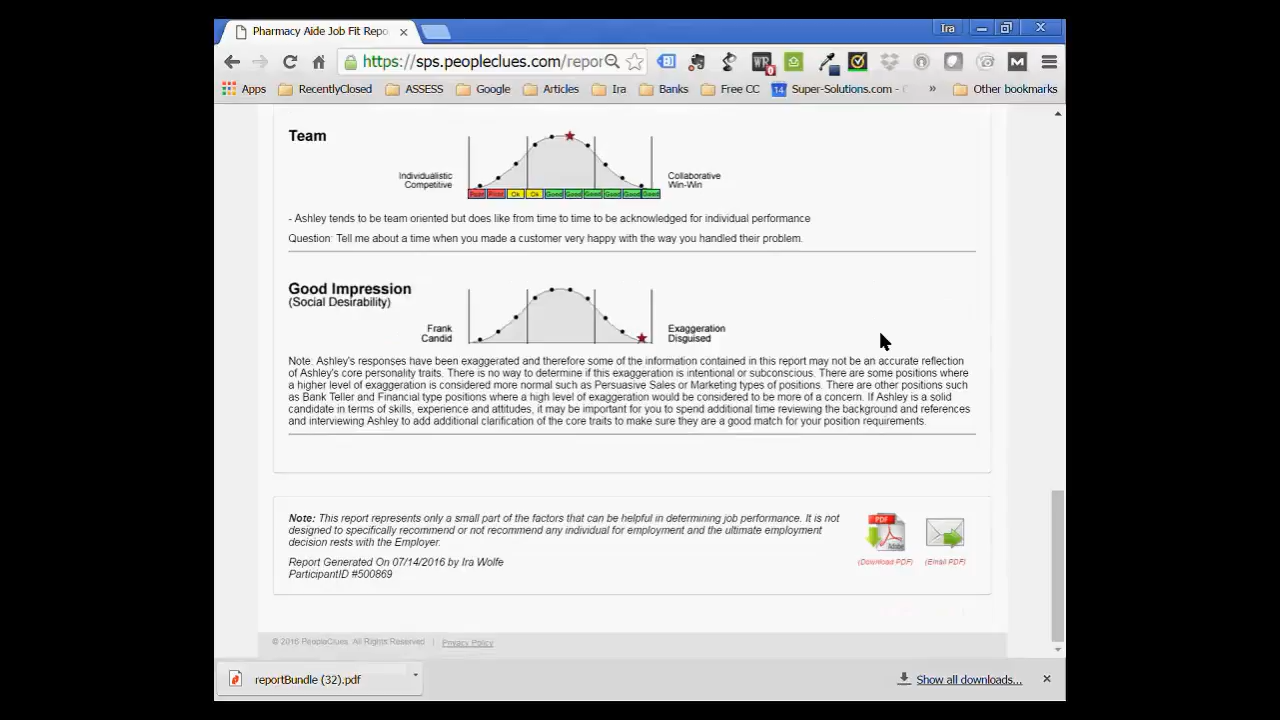 Pharmacy Aide Job Fit Repo
Ira
https://sps.peopleclues.com/repor
Apps RecentlyClosed ASSESS Google Articles Ira Banks Free CC Super-Solutions.com - » Other bookmarks
Team
Individualistic
Competitive
Collaborative
Win-Win
Poor Poor Ok Ok Good Good Good Good Good Good
- Ashley tends to be team oriented but does like from time to time to be acknowledged for individual performance
Question: Tell me about a time when you made a customer very happy with the way you handled their problem.
Good Impression
(Social Desirability)
Frank
Candid
Exaggeration
Disguised
Note: Ashley's responses have been exaggerated and therefore some of the information contained in this report may not be an accurate reflection
of Ashley's core personality traits. There is no way to determine if this exaggeration is intentional or subconscious. There are some positions where
a higher level of exaggeration is considered more normal such as Persuasive Sales or Marketing types of positions. There are other positions such
as Bank Teller and Financial type positions where a high level of exaggeration would be considered to be more of a concern. If Ashley is a solid
candidate in terms of skills, experience and attitudes, it may be important for you to spend additional time reviewing the background and references
and interviewing Ashley to add additional clarification of the core traits to make sure they are a good match for your position requirements.
Note: This report represents only a small part of the factors that can be helpful in determining job performance. It is not
designed to specifically recommend or not recommend any individual for employment and the ultimate employment
decision rests with the Employer.
Report Generated On 07/14/2016 by Ira Wolfe
ParticipantID #500869
PDF
Adobe
(Download PDF) (Email PDF)
© 2016 PeopleClues, All Rights Reserved | Privacy Policy
reportBundle (32).pdf
Show all downloads...